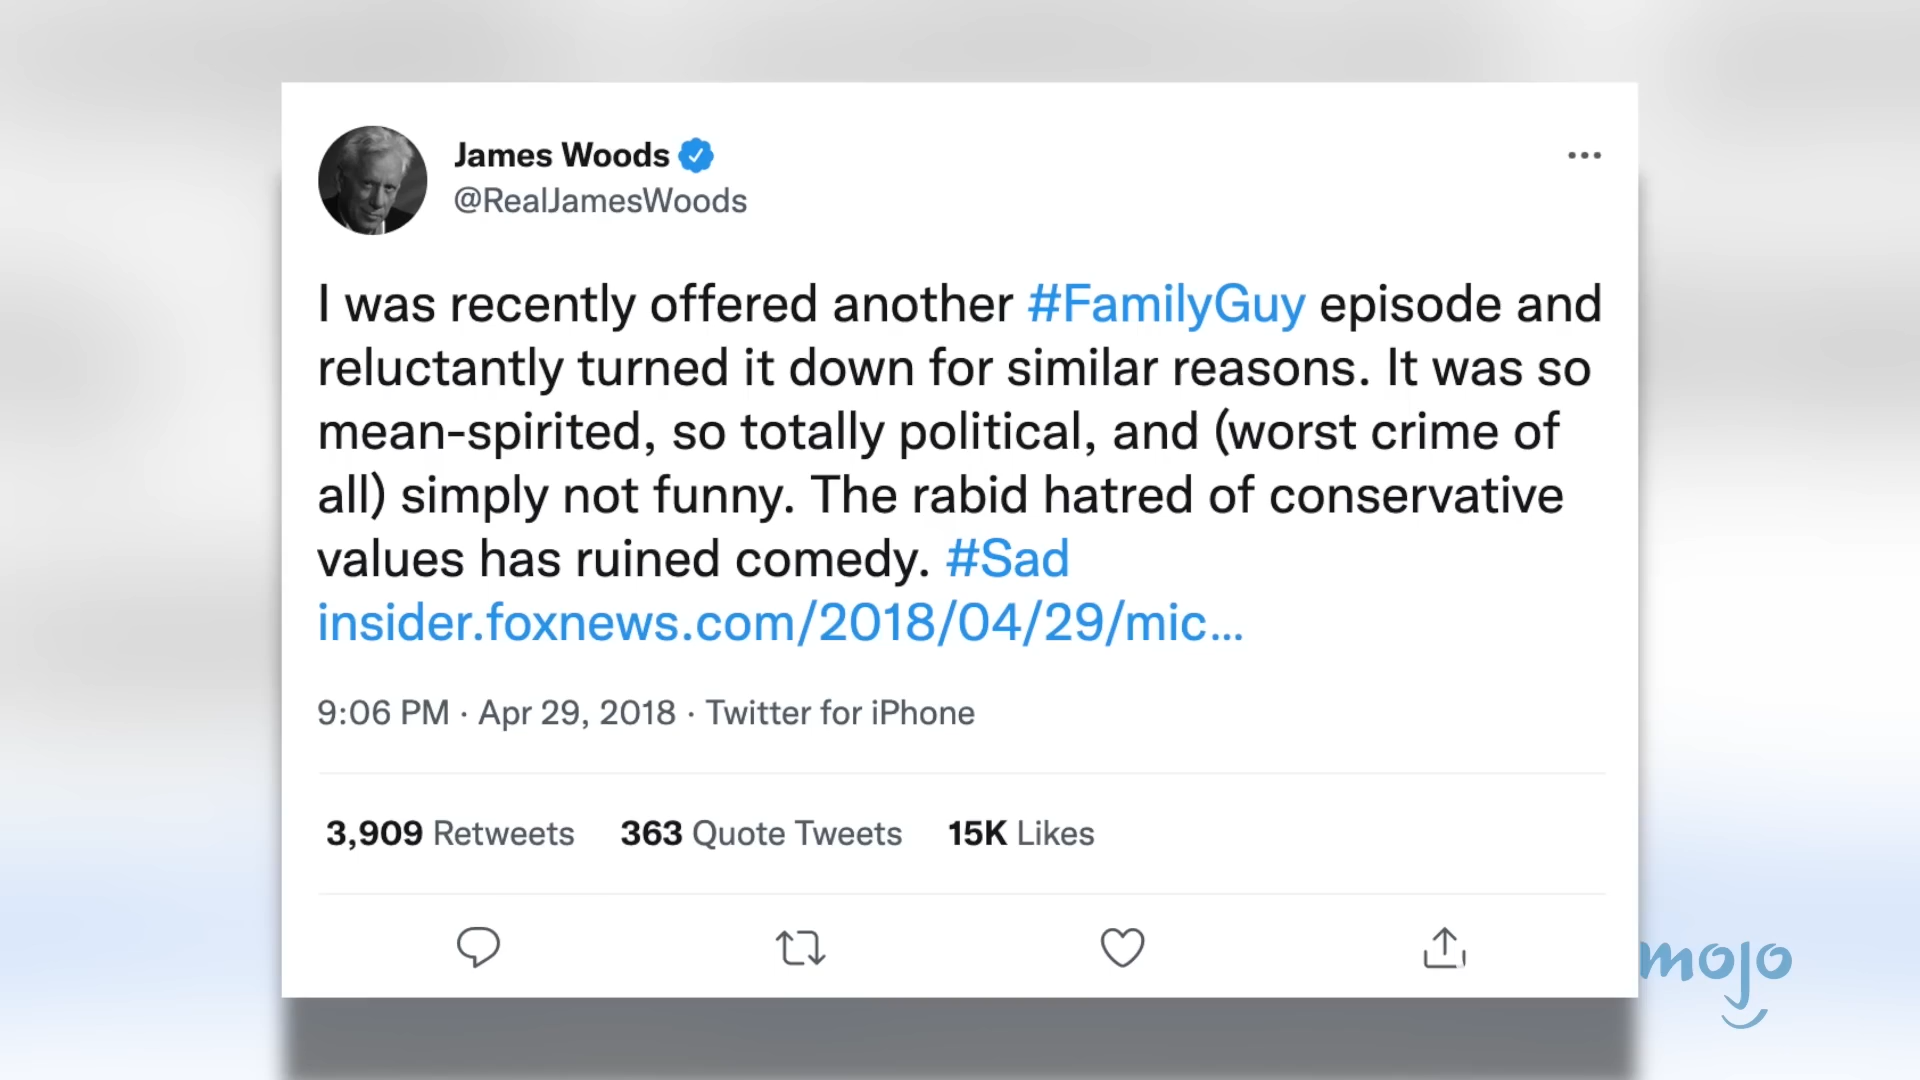 James Woods
@RealJamesWoods
I was recently offered another #FamilyGuy episode and
reluctantly turned it down for similar reasons. It was so
mean-spirited, so totally political, and (worst crime of
all) simply not funny. The rabid hatred of conservative
values has ruined comedy. #Sad
insider.foxnews.com/2018/04/29/mic...
9:06 PM · Apr 29, 2018 · Twitter for iPhone
3,909 Retweets 363 Quote Tweets 15K Likes
mojo